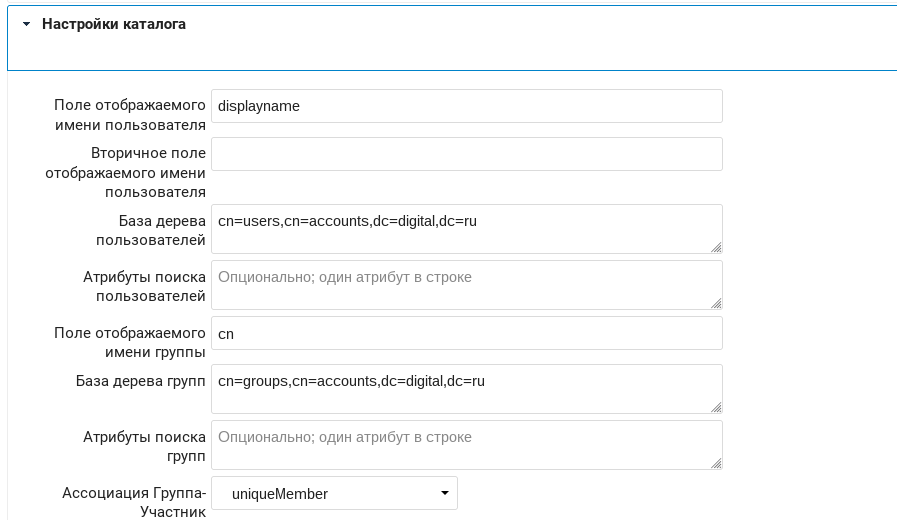 Настройки каталога
Поле отображаемого
имени пользователя
displayname
Вторичное поле
отображаемого имени
пользователя
База дерева
пользователей
cn=users,cn=accounts,dc=digital,dc=ru
Атрибуты поиска
пользователей
Опционально; один атрибут в строке
Поле отображаемого
имени группы
cn
База дерева групп
cn=groups,cn=accounts,dc=digital,dc=ru
Атрибуты поиска
групп
Опционально; один атрибут в строке
Ассоциация Группа-
Участник
uniqueMember